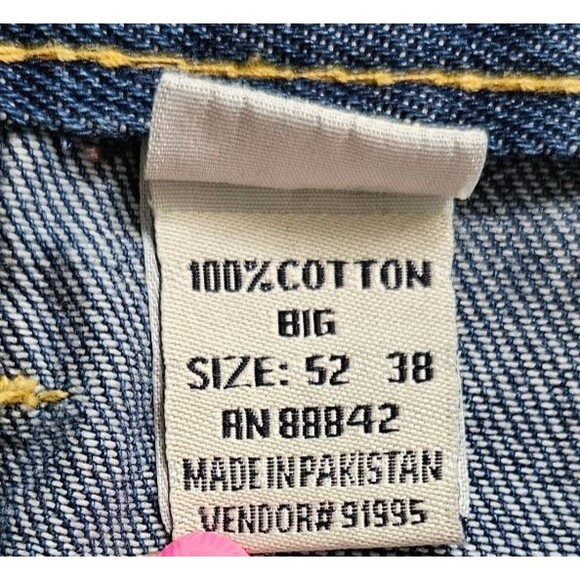 100%COTTON
BIG
SIZE: 52 38
RN 88842
MADE IN PAKISTAN
VENDOR# 91995